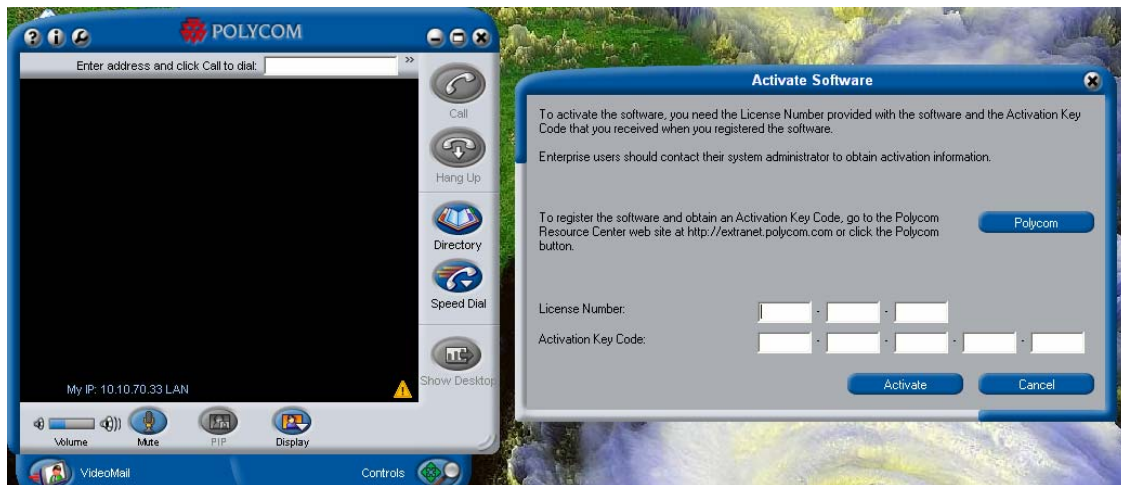 POLYCOM
Enter address and click Call to dial:
Call
Hang Up
Directory
Speed Dial
Show Desktop
My IP: 10.10.70.33 LAN
Volume
Mute
PIP
Display
VideoMail
Controls
Activate Software
To activate the software, you need the License Number provided with the software and the Activation Key
Code that you received when you registered the software.
Enterprise users should contact their system administrator to obtain activation information.
To register the software and obtain an Activation Key Code, go to the Polycom
Resource Center web site at http://extranet.polycom.com or click the Polycom
button.
Polycom
License Number:
Activation Key Code:
Activate
Cancel